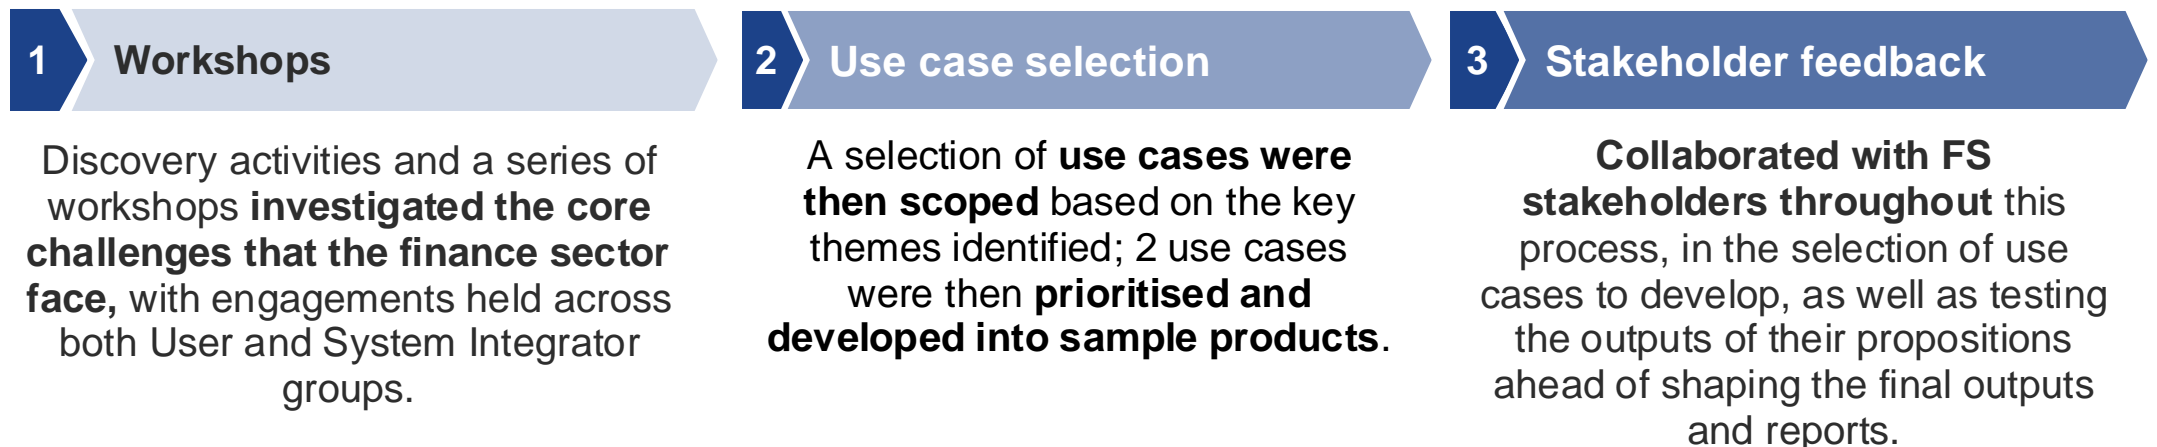 1
Workshops
Discovery activities and a series of
workshops investigated the core
challenges that the finance sector
face, with engagements held across
both User and System Integrator
groups.
2
Use case selection
A selection of use cases were
then scoped based on the key
themes identified; 2 use cases
were then prioritised and
developed into sample products.
3
Stakeholder feedback
Collaborated with FS
stakeholders throughout this
process, in the selection of use
cases to develop, as well as testing
the outputs of their propositions
ahead of shaping the final outputs
and reports.